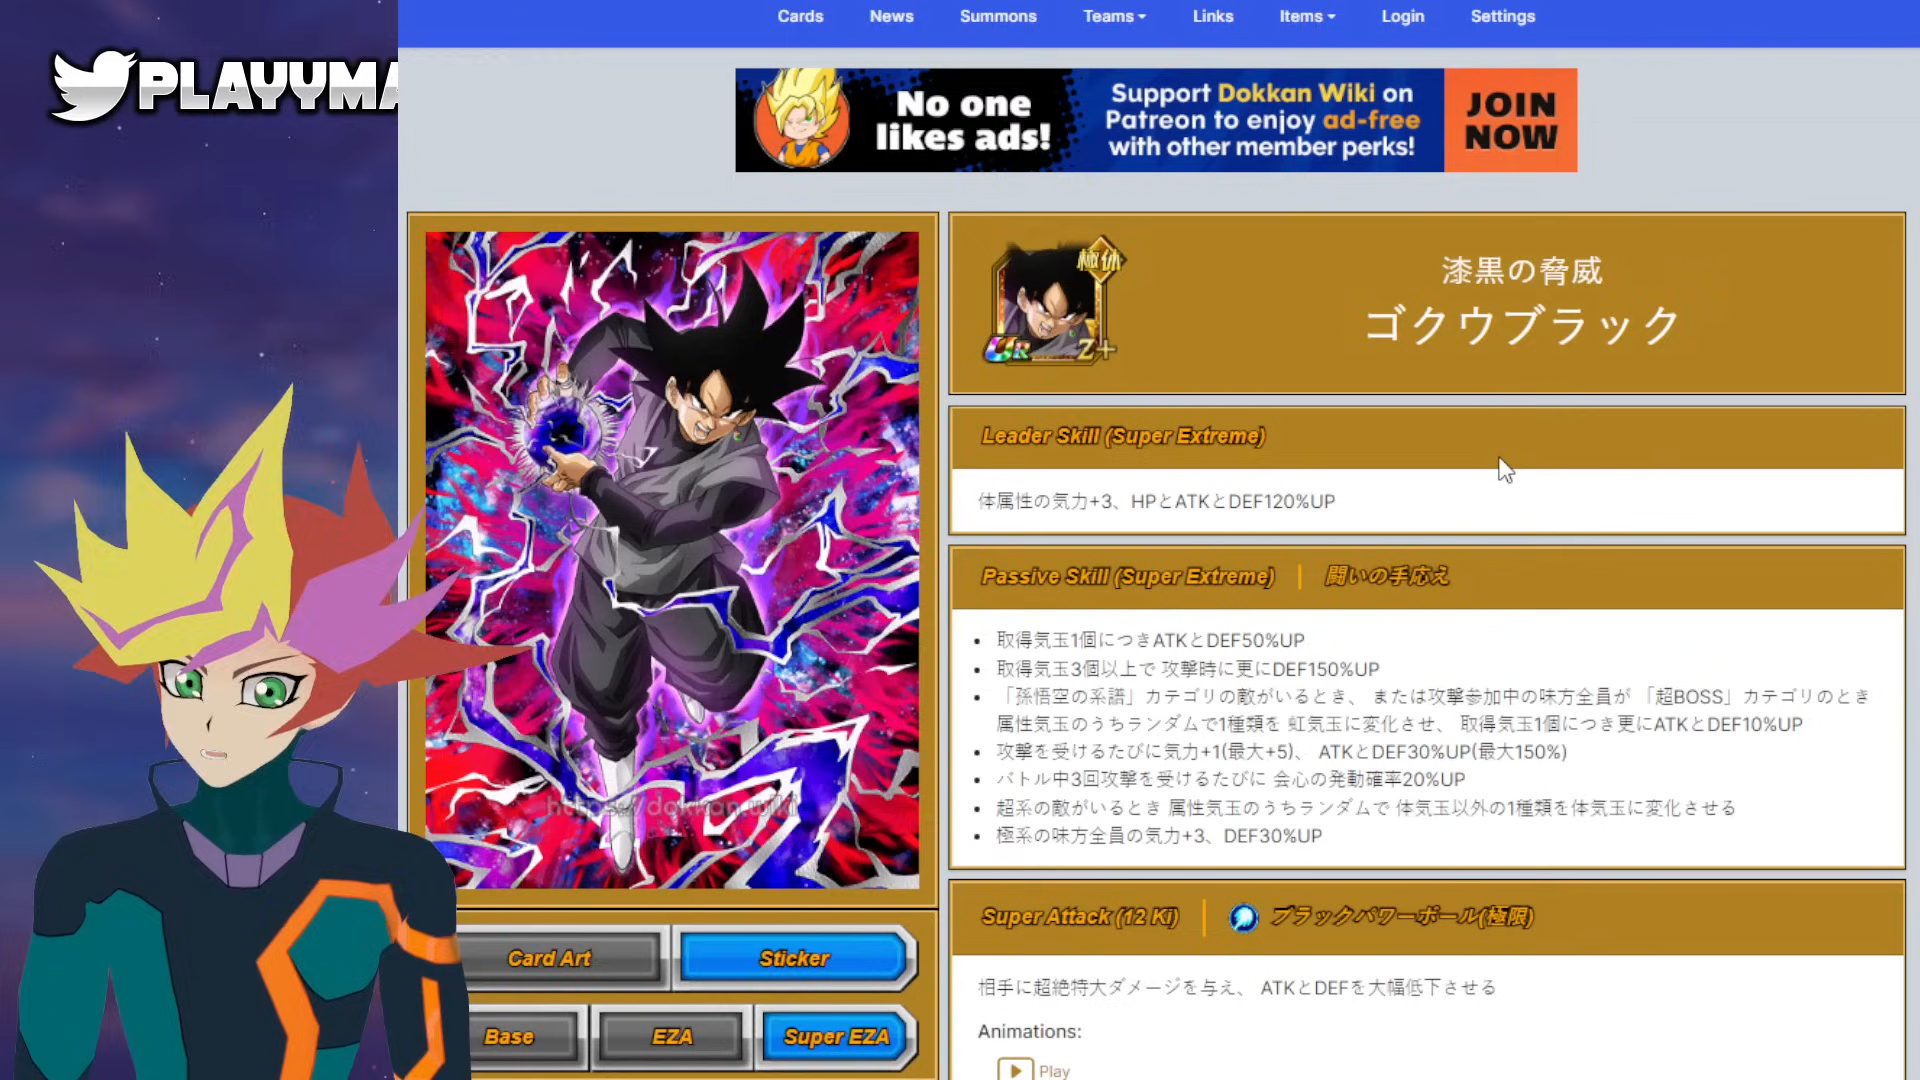 PLAYYMA
Cards
News
Summons
Teams
Links
Items
Login
Settings
No one
likes ads!
Support Dokkan Wiki on
Patreon to enjoy ad-free
with other member perks!
JOIN
NOW
極体
UR
Z+
漆黒の脅威
ゴクウブラック
Leader Skill (Super Extreme)
体属性の気力+3、HPとATKとDEF120%UP
Passive Skill (Super Extreme) | 闘いの手応え
取得気玉1個につきATKとDEF50%UP
取得気玉3個以上で 攻撃時に更にDEF150%UP
「孫悟空の系譜」カテゴリの敵がいるとき、 または攻撃参加中の味方全員が 「超BOSS」カテゴリのとき
属性気玉のうちランダムで1種類を 虹気玉に変化させ、 取得気玉1個につき更にATKとDEF10%UP
攻撃を受けるたびに気力+1(最大+5)、 ATKとDEF30%UP(最大150%)
バトル中3回攻撃を受けるたびに 会心の発動確率20%UP
超系の敵がいるとき 属性気玉のうちランダムで 体気玉以外の1種類を体気玉に変化させる
極系の味方全員の気力+3、DEF30%UP
https://dokkan.wiki
Super Attack (12 Ki) | ブラックパワーボール(極限)
相手に超絶特大ダメージを与え、 ATKとDEFを大幅低下させる
Animations:
Play
Card Art
Sticker
Base
EZA
Super EZA